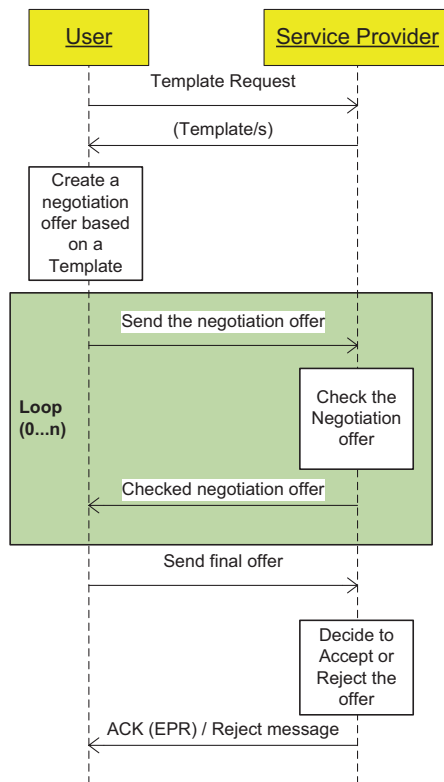 User
Service Provider
Template Request
(Template/s)
Create a
negotiation
offer based
on a
Template
Send the negotiation offer
Loop
(0...n)
Check the
Negotiation
offer
Checked negotiation offer
Send final offer
Decide to
Accept or
Reject the
offer
ACK (EPR) / Reject message